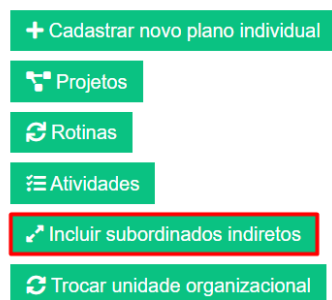 Cadastrar novo plano individual
Projetos
Rotinas
Atividades
Incluir subordinados indiretos
Trocar unidade organizacional